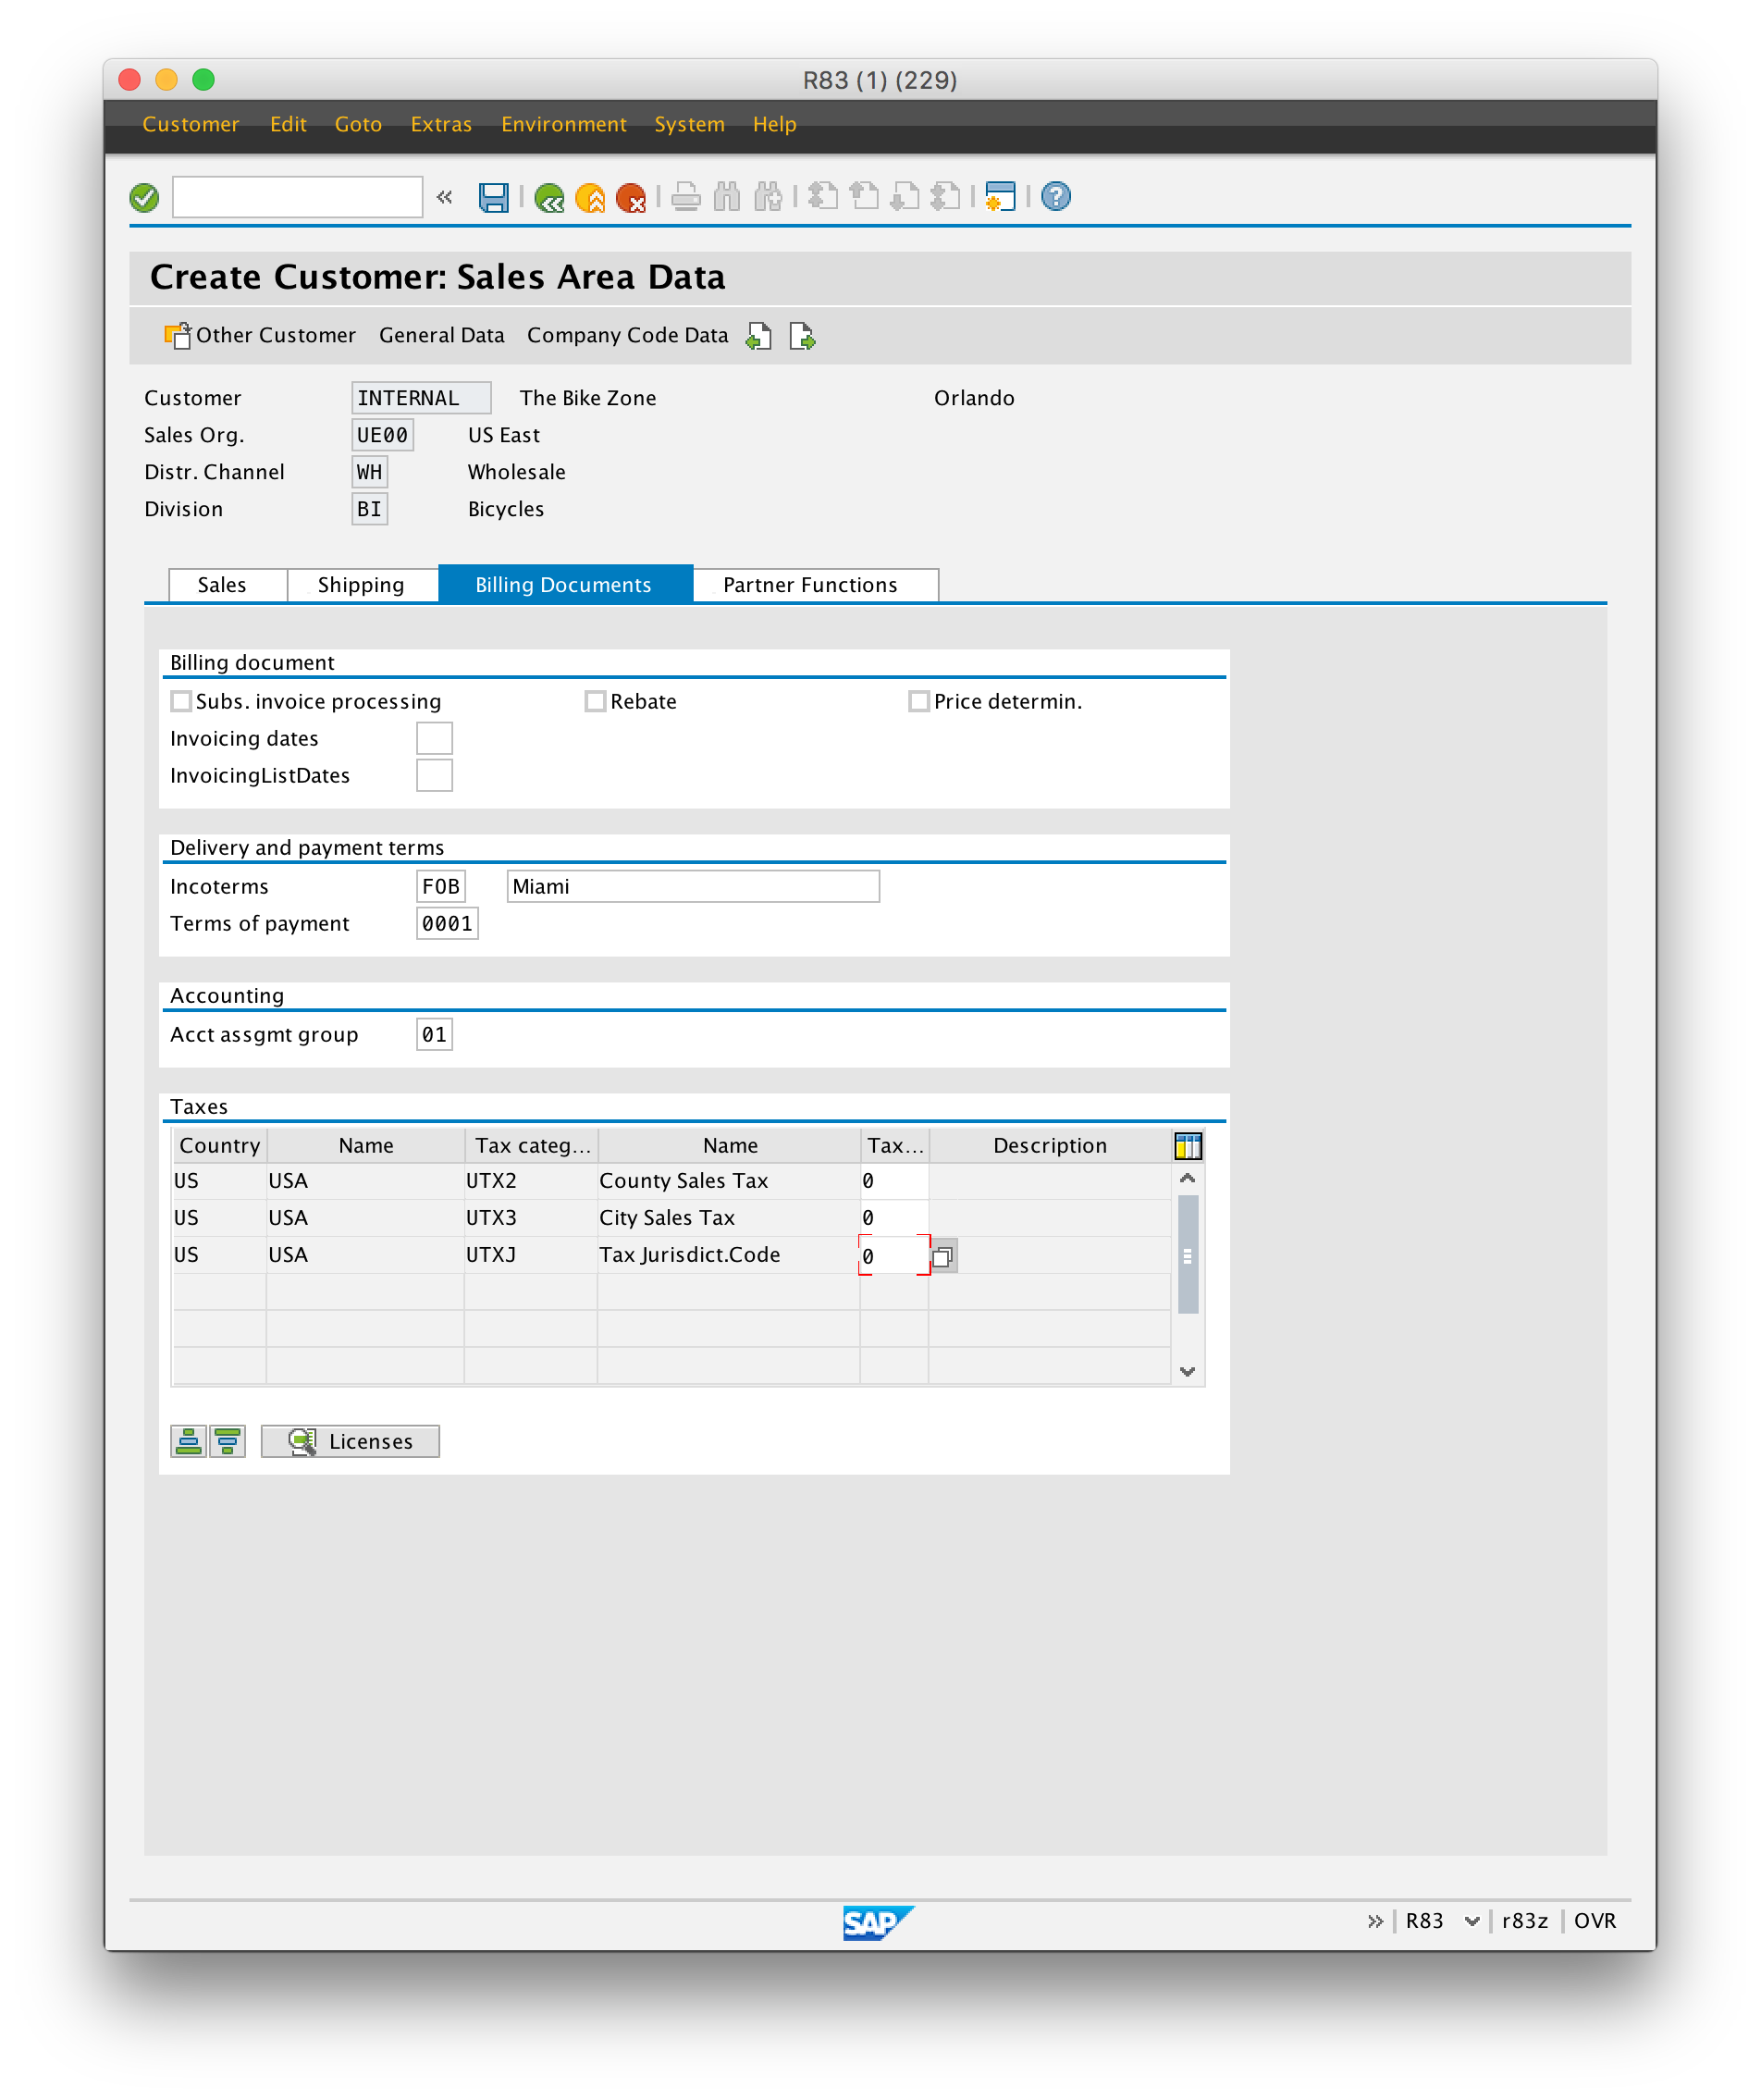 R83 (1) (229)
Customer Edit Goto Extras Environment System Help
Create Customer: Sales Area Data
Other Customer General Data Company Code Data
Customer INTERNAL The Bike Zone Orlando
Sales Org. UE00 US East
Distr. Channel WH Wholesale
Division BI Bicycles
Sales Shipping Billing Documents Partner Functions
Billing document
Subs. invoice processing Rebate Price determin.
Invoicing dates
InvoicingListDates
Delivery and payment terms
Incoterms FOB Miami
Terms of payment 0001
Accounting
Acct assgmt group 01
Taxes
Country Name Tax categ... Name Tax... Description
US USA UTX2 County Sales Tax 0
US USA UTX3 City Sales Tax 0
US USA UTXJ Tax Jurisdict.Code 0
Licenses
SAP R83 r83z OVR